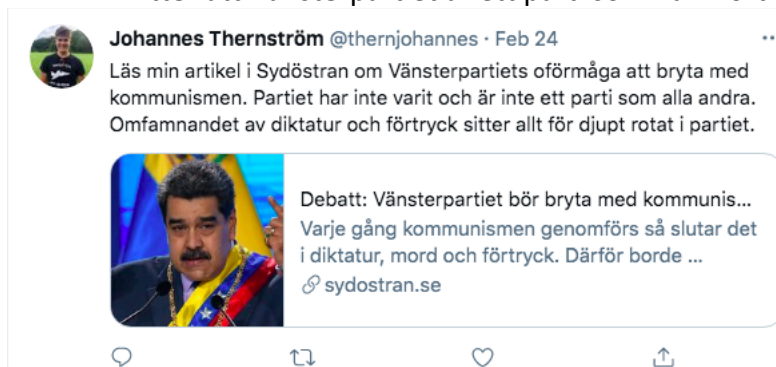 Johannes Thernström @thernjohannes · Feb 24
Läs min artikel i Sydöstran om Vänsterpartiets oförmåga att bryta med
kommunismen. Partiet har inte varit och är inte ett parti som alla andra.
Omfamnandet av diktatur och förtryck sitter allt för djupt rotat i partiet.
Debatt: Vänsterpartiet bör bryta med kommunis...
Varje gång kommunismen genomförs så slutar det
i diktatur, mord och förtryck. Därför borde ...
sydostran.se